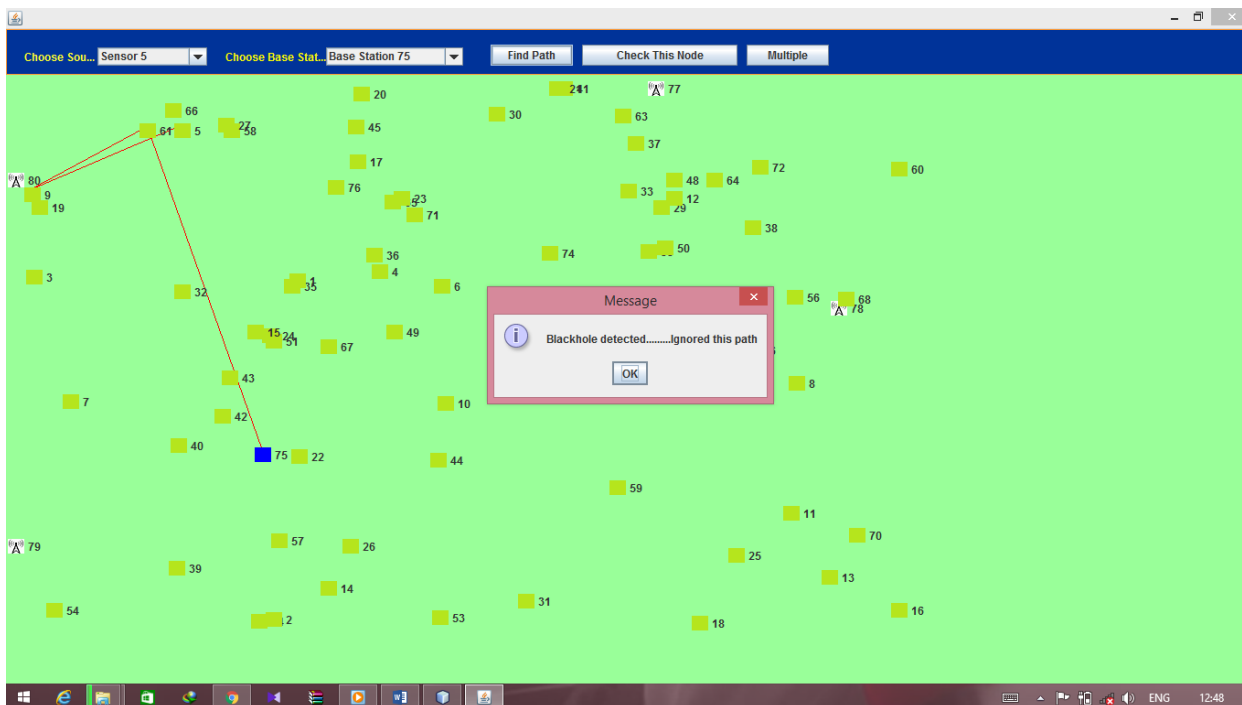 Choose Sou... Sensor 5 Choose Base Stat... Base Station 75 Find Path Check This Node Multiple
20 77
66 30 63
61 5 58 45
37
17 72 60
80 76 48 64
9 33 12
19 23 71 29
38
36 50
3 4 74
32 1 35 6 56 68
78
Message
15 24 49
51 67
Blackhole detected.........Ignored this path
OK
43 8
7 10
42
40 75 22 44
59
11
57 26 70
79 25
39 13
14
54 31 16
2 53 18
ENG 12:48